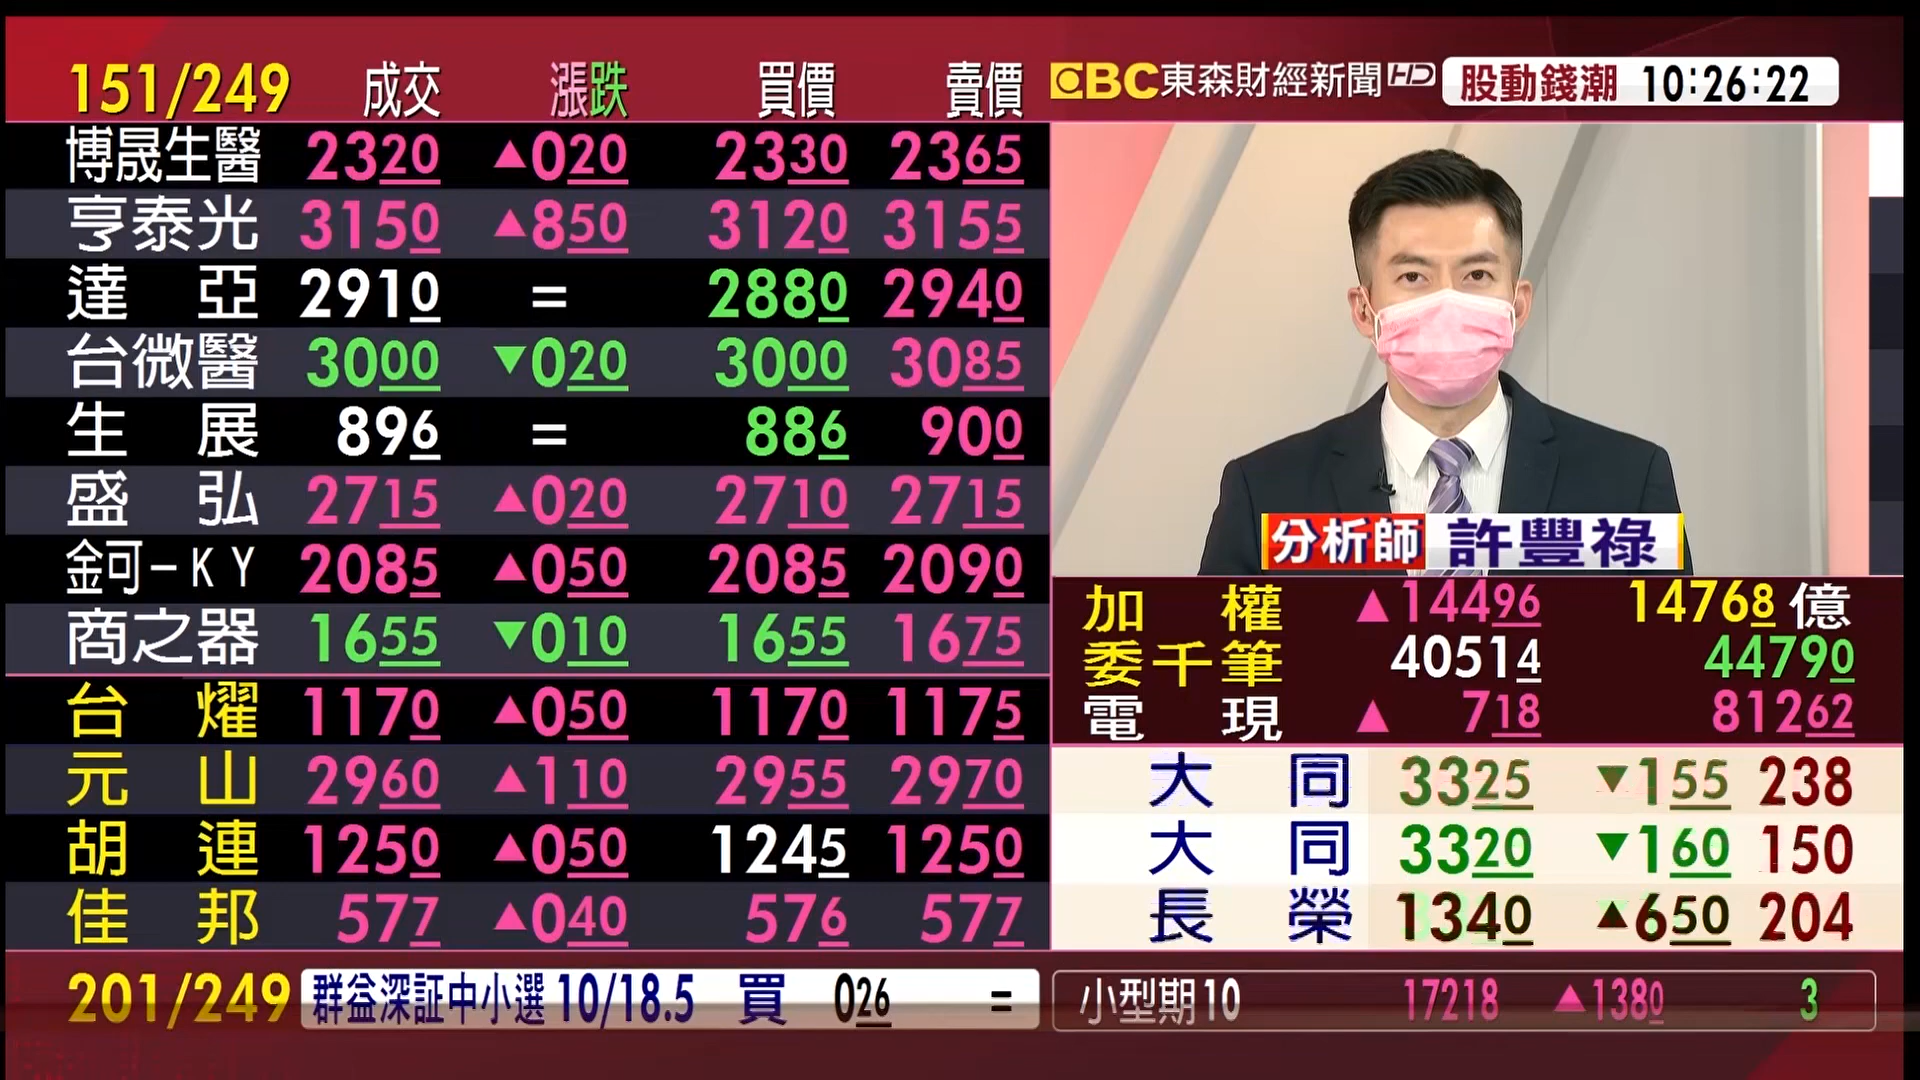 151/249 成交 漲跌 買價 賣價
EBC 東森財經新聞 HD 股動錢潮 10:26:22
博晟生醫 2320 ▲020 2330 2365
亨泰光 3150 ▲850 3120 3155
達亞 2910 = 2880 2940
台微醫 3000 ▼020 3000 3085
生展 896 = 886 900
盛弘 2715 ▲020 2710 2715
金可-KY 2085 ▲050 2085 2090
商之器 1655 ▼010 1655 1675
台燿 1170 ▲050 1170 1175
元山 2960 ▲110 2955 2970
胡連 1250 ▲050 1245 1250
佳邦 577 ▲040 576 577
分析師 許豐祿
加權 ▲14496 14768億
委千筆 40514 44790
電現 ▲718 81262
大同 3325 ▼155 238
大同 3320 ▼160 150
長榮 1340 ▲650 204
201/249 群益深証中小選10/18.5 買 026 =
小型期10 17218 ▲1380 3